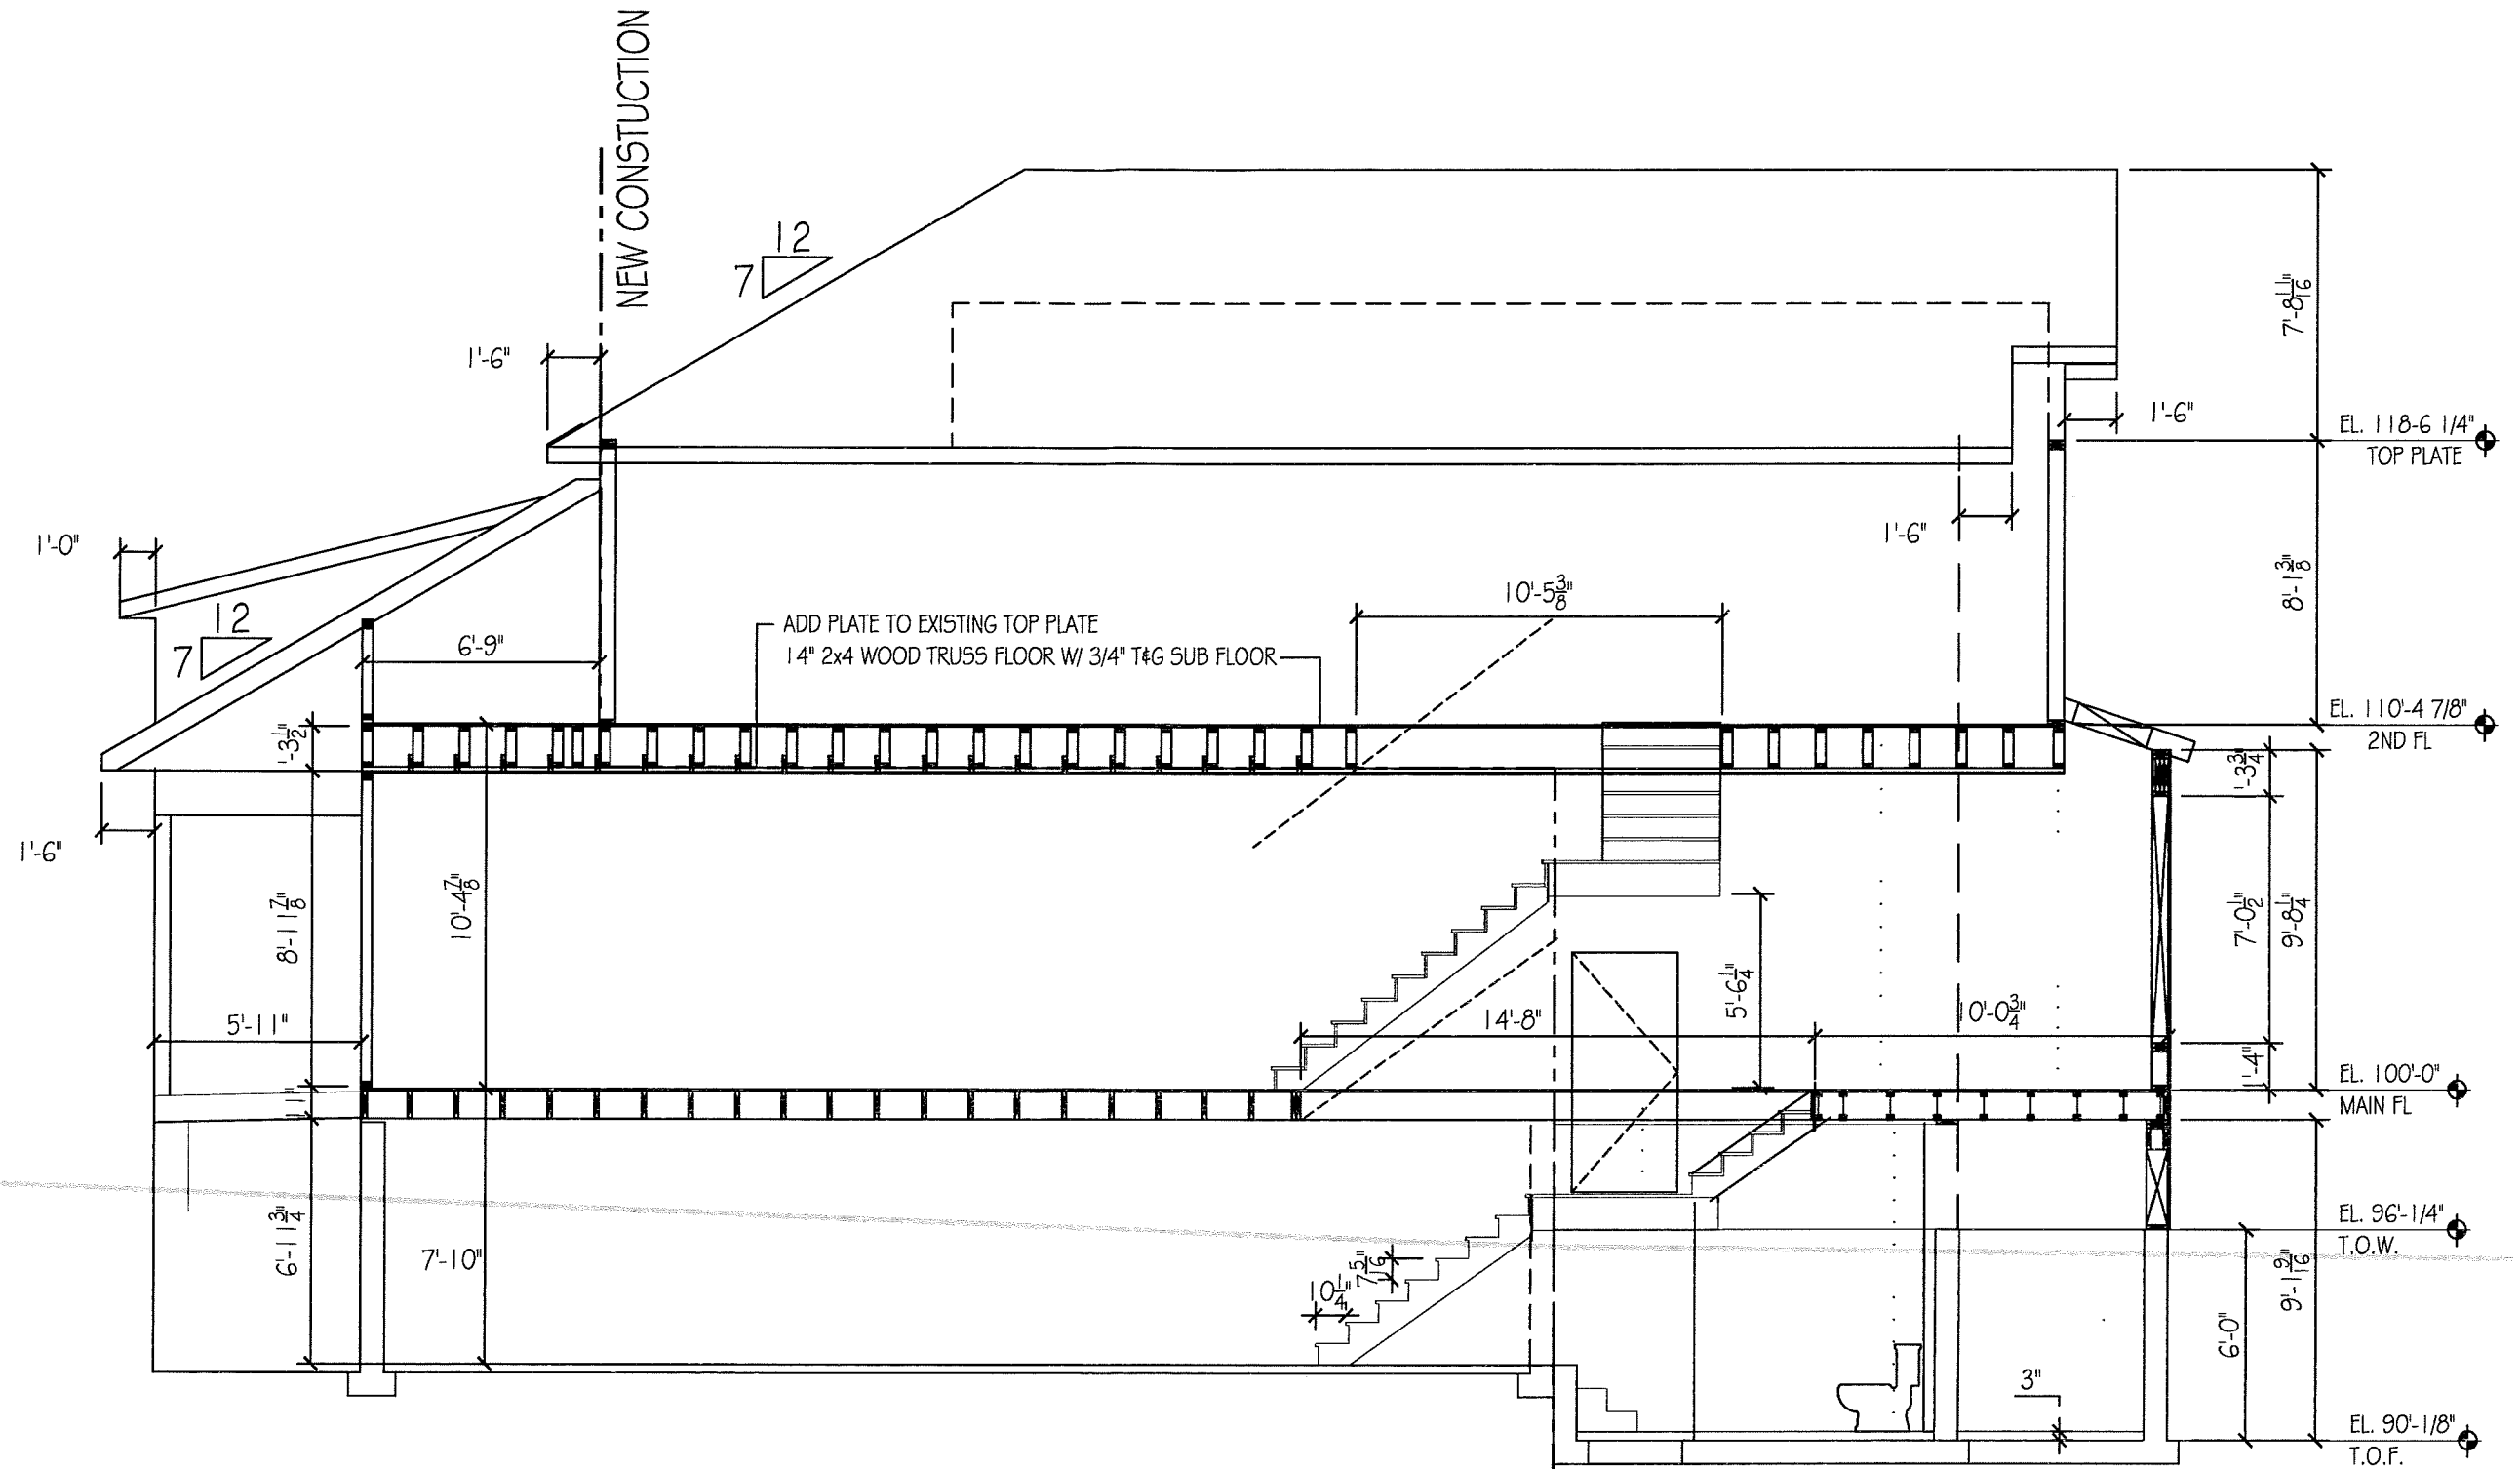 NEW CONSTUCTION
12
7
1'-6"
7'-8 11/16"
1'-6"
EL. 118-6 1/4"
TOP PLATE
1'-6"
1'-0"
8'-1 3/8"
10'-5 3/8"
12
7
6'-9"
ADD PLATE TO EXISTING TOP PLATE
14" 2x4 WOOD TRUSS FLOOR W/ 3/4" T&G SUB FLOOR
EL. 110'-4 7/8"
2ND FL
1'-3 1/2"
1'-3 3/4"
1'-6"
8'-11 7/8"
10'-4 7/8"
7'-0 1/2"
9'-8 1/4"
5'-6 1/4"
5'-11"
14'-8"
10'-0 3/4"
1'-4"
EL. 100'-0"
MAIN FL
11"
EL. 96'-1/4"
T.O.W.
6'-11 3/4"
7'-10"
7 5/16"
10 1/4"
9'-1 9/16"
6'-0"
3"
EL. 90'-1/8"
T.O.F.